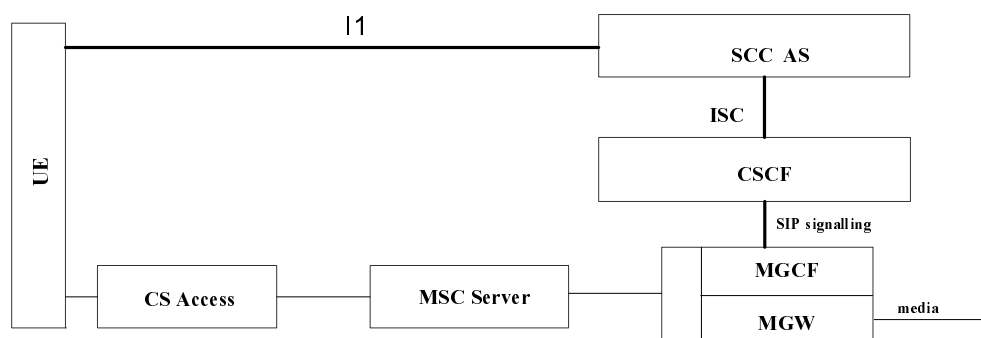 I1
SCC AS
ISC
UE
CSCF
SIP signalling
MGCF
CS Access
MSC Server
MGW
media